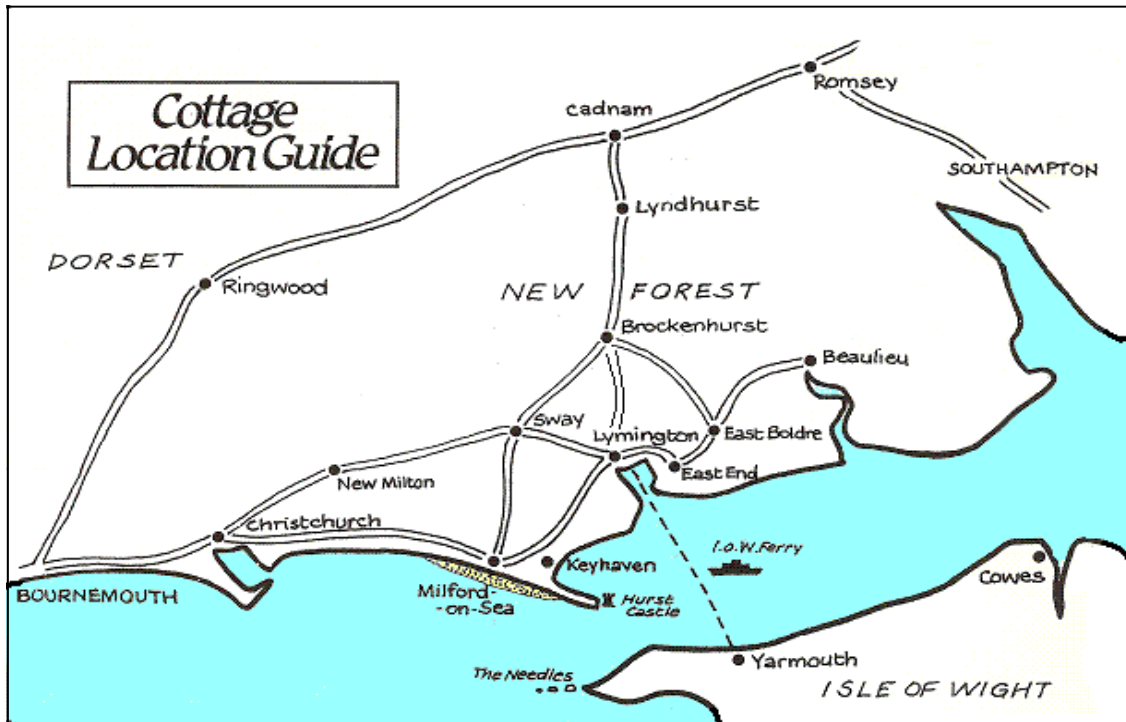 Cottage
Location Guide
Romsey
Cadnam
SOUTHAMPTON
Lyndhurst
DORSET
Ringwood
NEW FOREST
Brockenhurst
Beaulieu
Sway
Lymington
East Boldre
East End
New Milton
Christchurch
I.O.W. Ferry
Keyhaven
Cowes
BOURNEMOUTH
Milford-
-on-Sea
Hurst
Castle
Yarmouth
The Needles
ISLE OF WIGHT